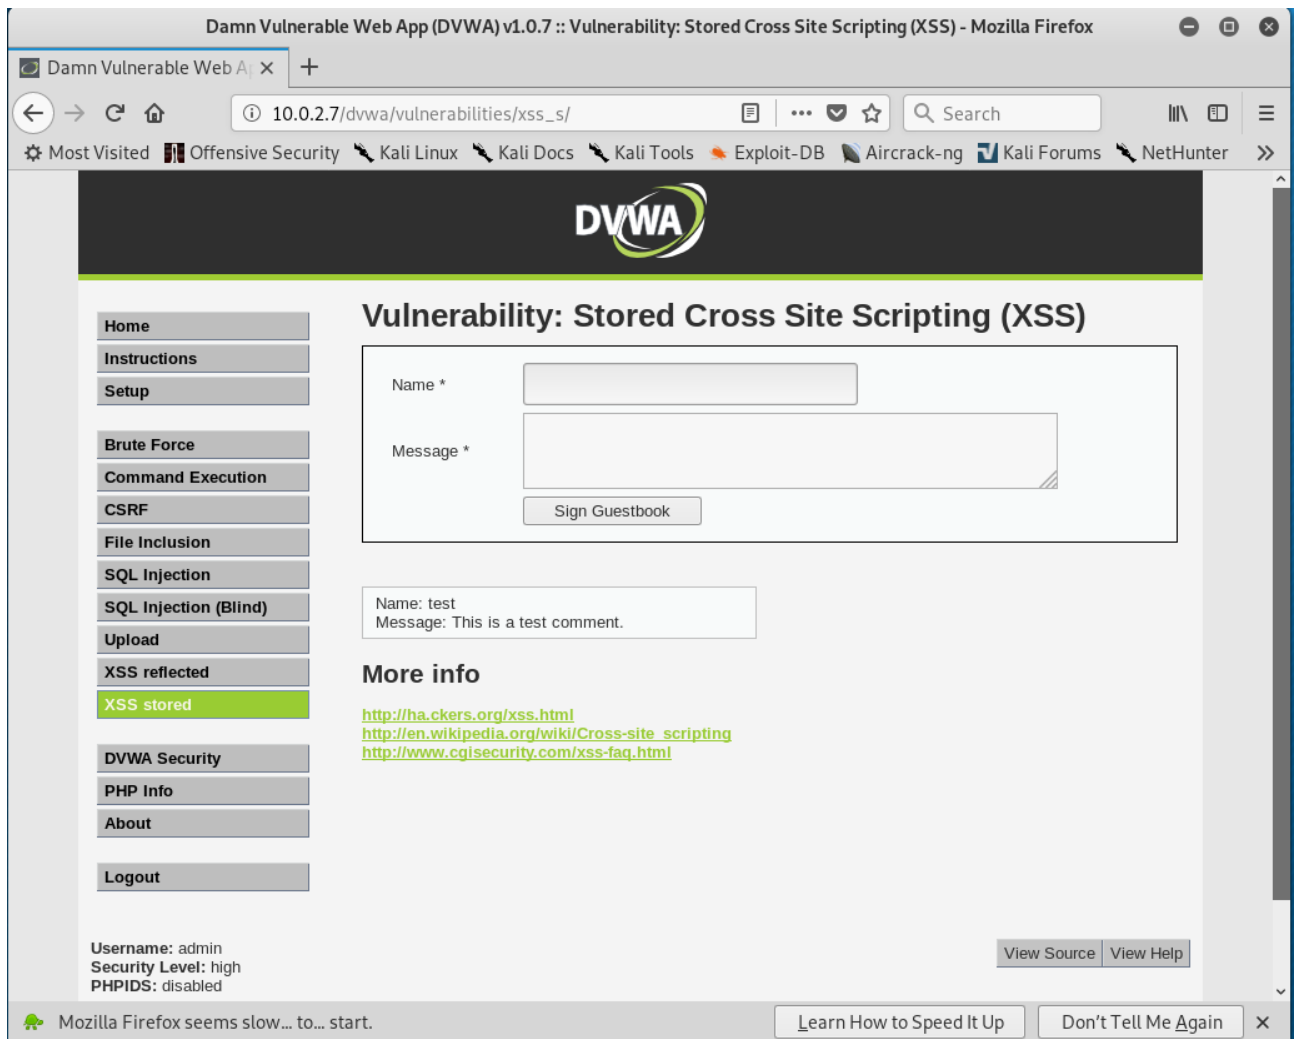 Damn Vulnerable Web App (DVWA) v1.0.7 :: Vulnerability: Stored Cross Site Scripting (XSS) - Mozilla Firefox
Damn Vulnerable Web A
10.0.2.7/dvwa/vulnerabilities/xss_s/
Search
Most Visited Offensive Security Kali Linux Kali Docs Kali Tools Exploit-DB Aircrack-ng Kali Forums NetHunter
DVWA
Home
Instructions
Setup
Brute Force
Command Execution
CSRF
File Inclusion
SQL Injection
SQL Injection (Blind)
Upload
XSS reflected
XSS stored
DVWA Security
PHP Info
About
Logout
Vulnerability: Stored Cross Site Scripting (XSS)
Name *
Message *
Sign Guestbook
Name: test
Message: This is a test comment.
More info
http://ha.ckers.org/xss.html
http://en.wikipedia.org/wiki/Cross-site_scripting
http://www.cgisecurity.com/xss-faq.html
Username: admin
Security Level: high
PHPIDS: disabled
View Source View Help
Mozilla Firefox seems slow... to... start.
Learn How to Speed It Up
Don't Tell Me Again